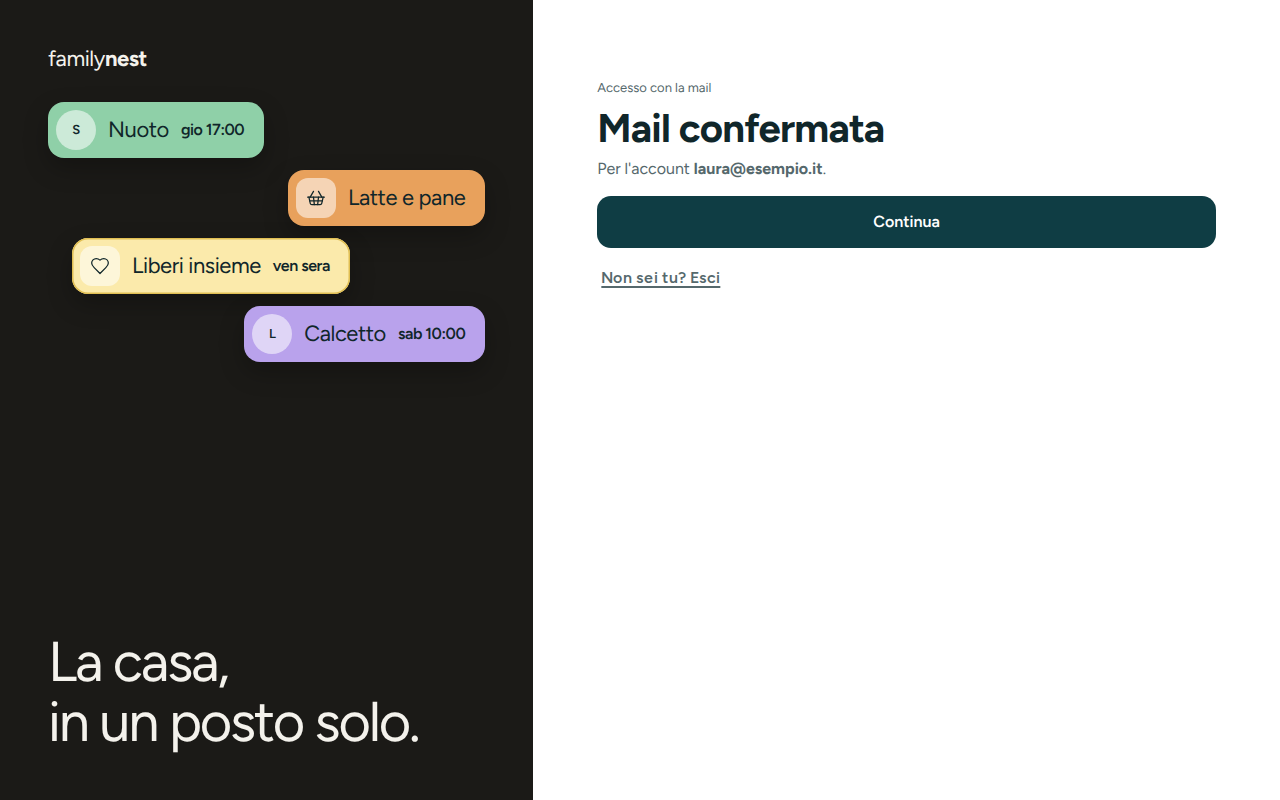 familynest
S Nuoto gio 17:00
Latte e pane
Liberi insieme ven sera
L Calcetto sab 10:00
La casa,
in un posto solo.
Accesso con la mail
Mail confermata
Per l'account laura@esempio.it.
Continua
Non sei tu? Esci